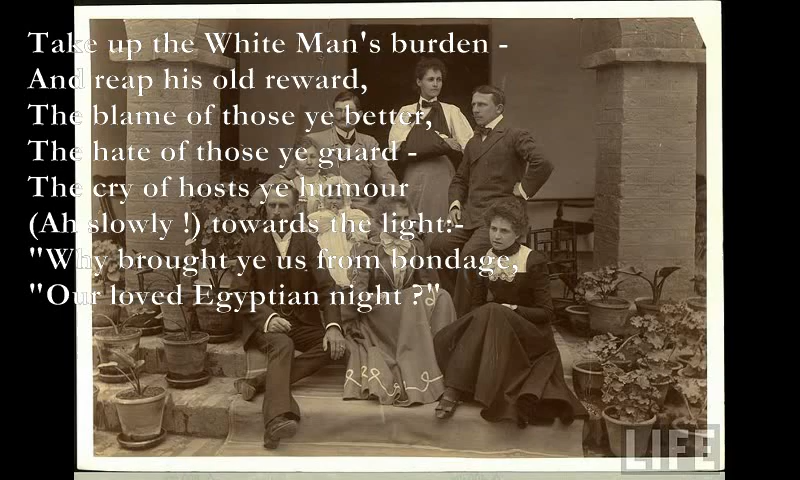 Take up the White Man's burden -
And reap his old reward,
The blame of those ye better,
The hate of those ye guard -
The cry of hosts ye humour
(Ah slowly !) towards the light:-
"Why brought ye us from bondage,
"Our loved Egyptian night ?"
LIFE